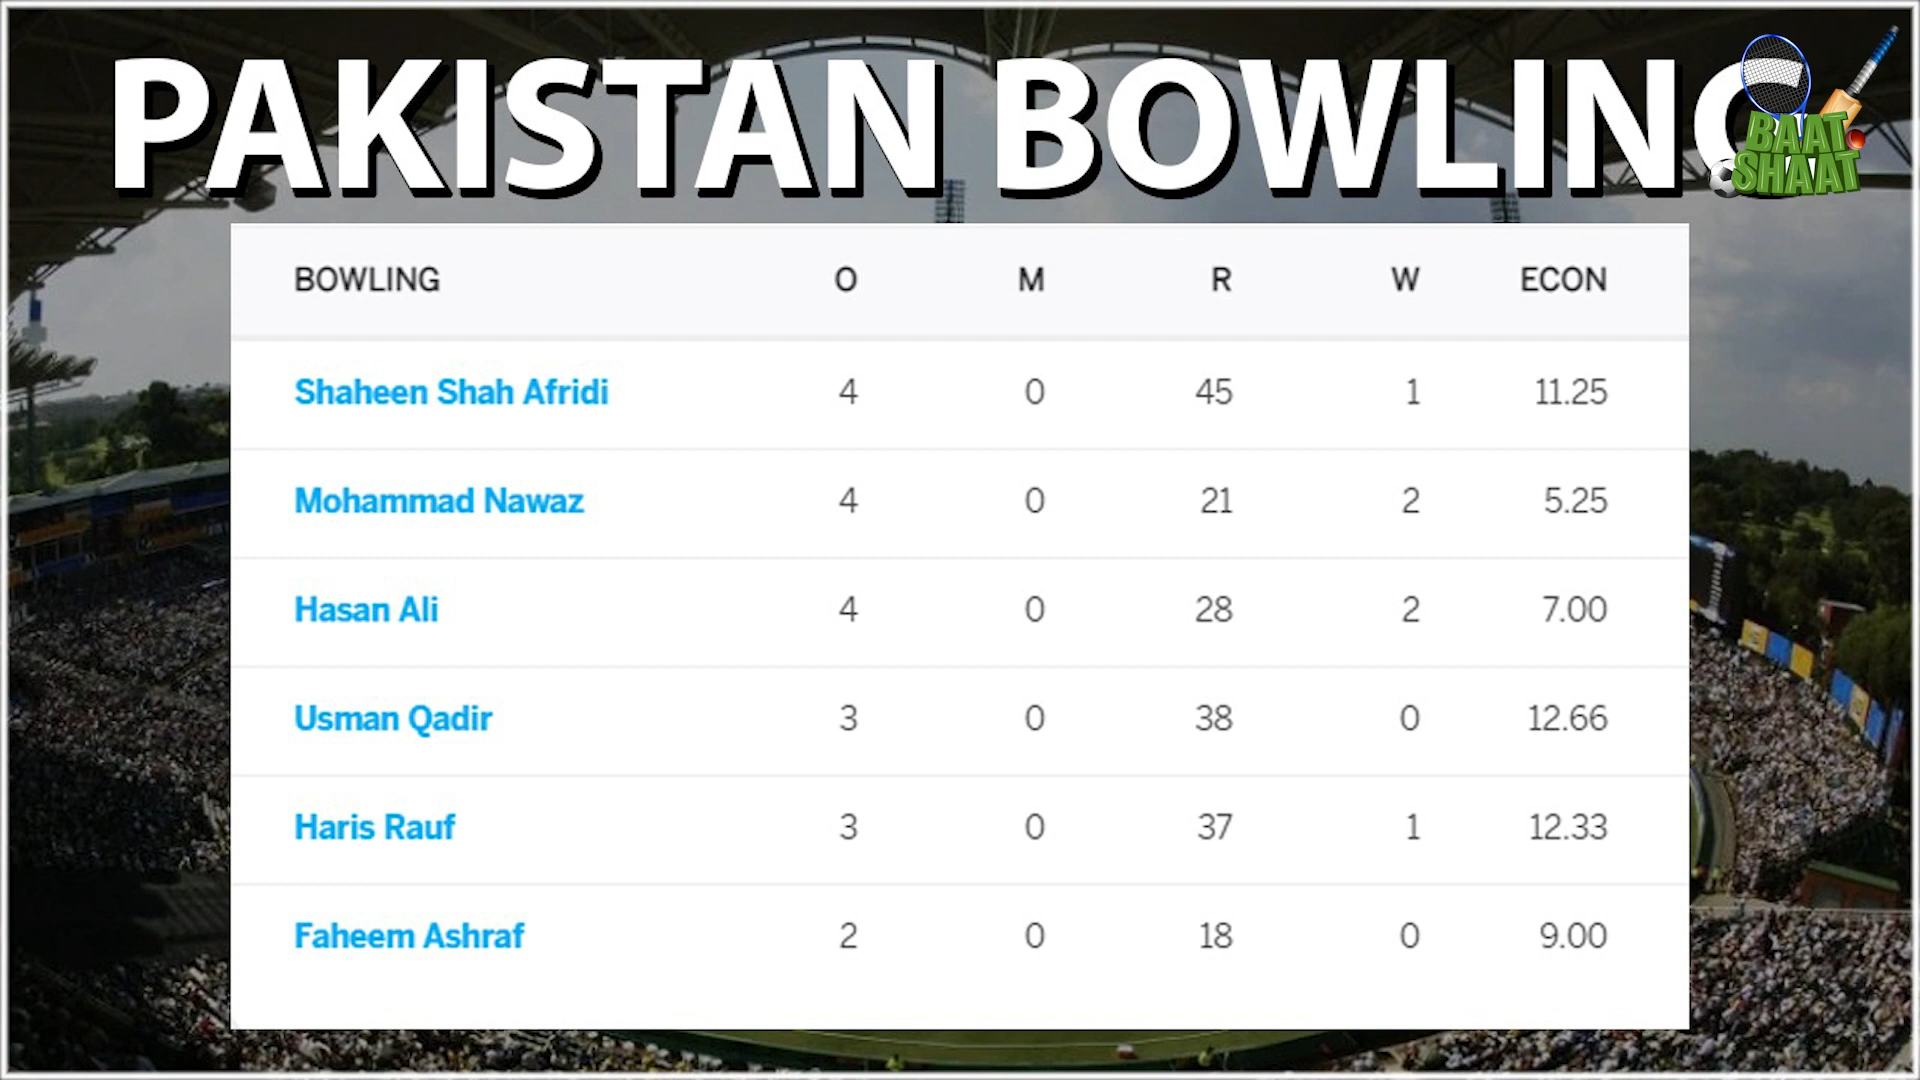 PAKISTAN BOWLING
BAAT
SHAAT
BOWLING O M R W ECON
Shaheen Shah Afridi 4 0 45 1 11.25
Mohammad Nawaz 4 0 21 2 5.25
Hasan Ali 4 0 28 2 7.00
Usman Qadir 3 0 38 0 12.66
Haris Rauf 3 0 37 1 12.33
Faheem Ashraf 2 0 18 0 9.00